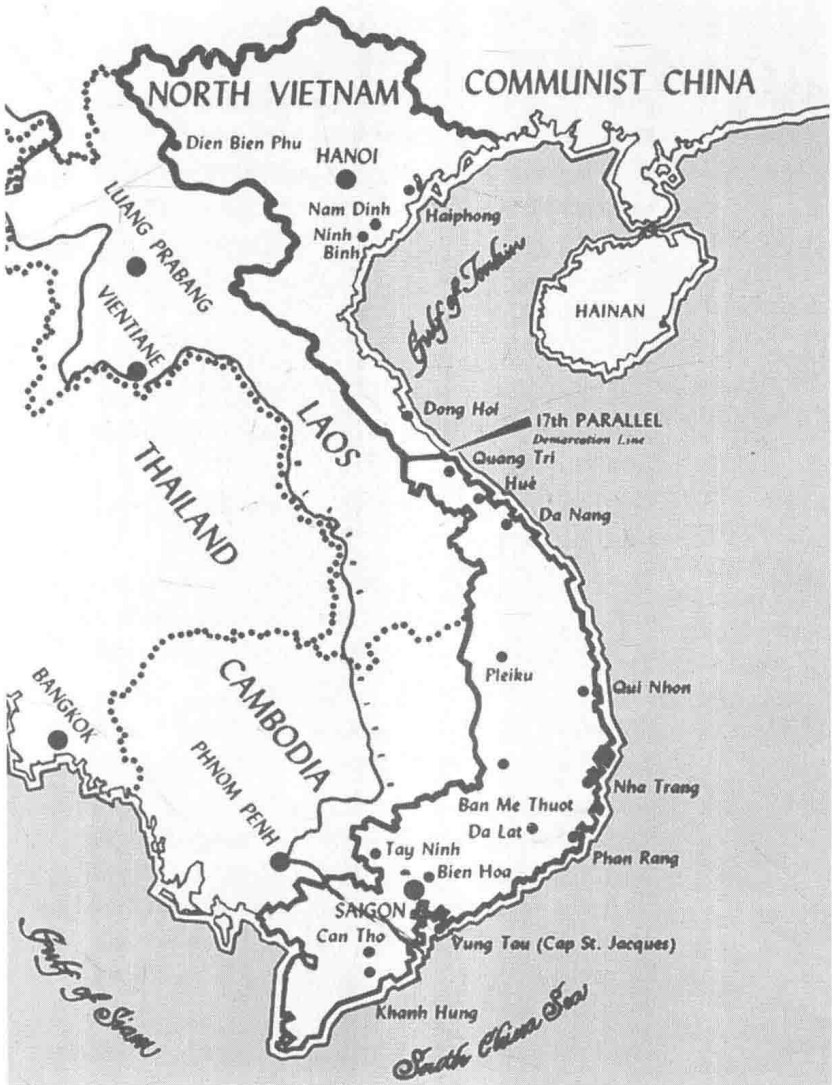 NORTH VIETNAM
COMMUNIST CHINA
Dien Bien Phu
HANOI
Haiphong
Nam Dinh
Ninh
Binh
LUANG PRABANG
VIENTIANE
Gulf of Tonkin
HAINAN
LAOS
Dong Hoi
17th PARALLEL
Demarcation Line
Quang Tri
Hué
Da Nang
THAILAND
Pleiku
Qui Nhon
CAMBODIA
BANGKOK
PHNOM PENH
Ban Me Thuot
Nha Trang
Da Lat
Phan Rang
Tay Ninh
Bien Hoa
SAIGON
Can Tho
Vung Tau (Cap St. Jacques)
Khanh Hung
Gulf of Siam
South China Sea